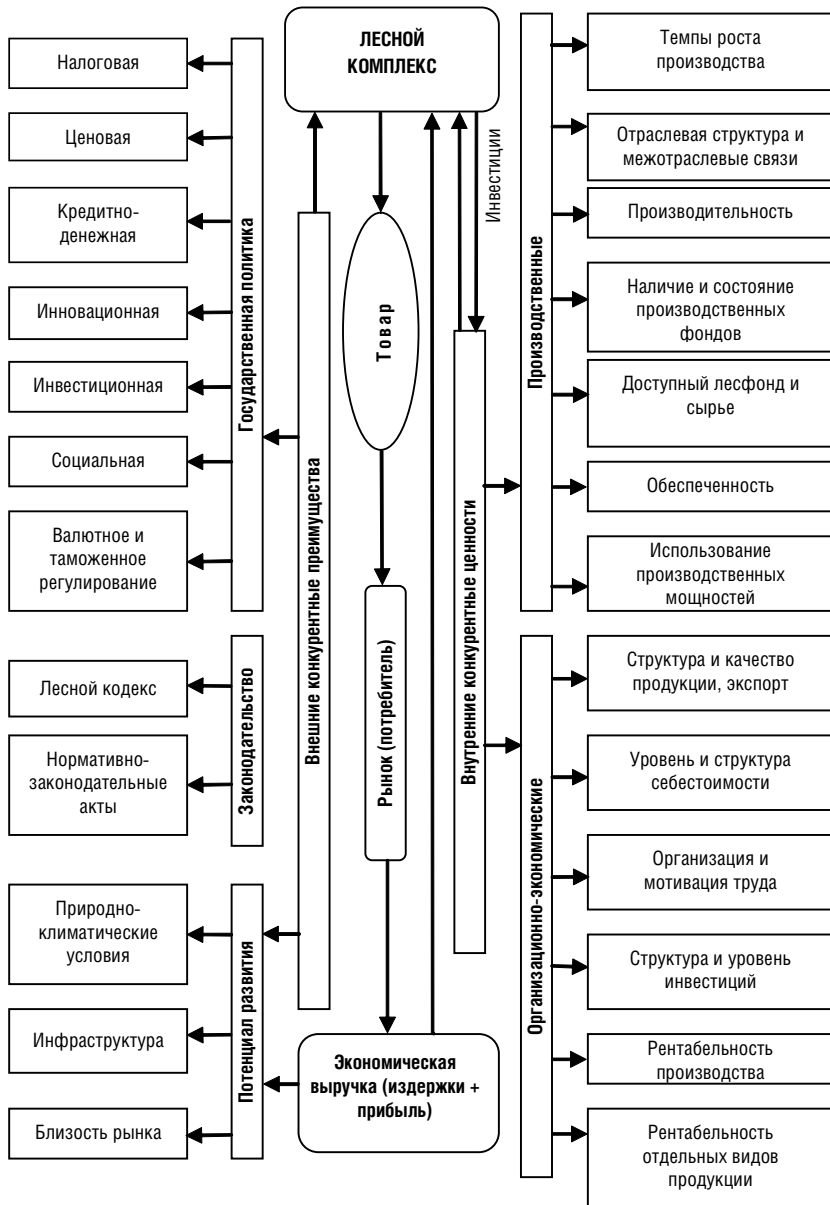 ЛЕСНОЙ
КОМПЛЕКС
Налоговая
Ценовая
Кредитно-
денежная
Инновационная
Инвестиционная
Социальная
Валютное и
таможенное
регулирование
Государственная политика
Лесной кодекс
Нормативно-
законодательные
акты
Законодательство
Природно-
климатические
условия
Инфраструктура
Близость рынка
Потенциал развития
Внешние конкурентные преимущества
Товар
Рынок (потребитель)
Экономическая
выручка (издержки +
прибыль)
Инвестиции
Внутренние конкурентные ценности
Производственные
Темпы роста
производства
Отраслевая структура и
межотраслевые связи
Производительность
Наличие и состояние
производственных
фондов
Доступный лесфонд и
сырье
Обеспеченность
Использование
производственных
мощностей
Организационно-экономические
Структура и качество
продукции, экспорт
Уровень и структура
себестоимости
Организация и
мотивация труда
Структура и уровень
инвестиций
Рентабельность
производства
Рентабельность
отдельных видов
продукции